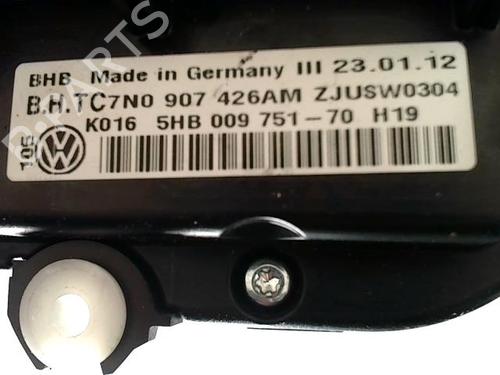 BHB Made in Germany III 23.01.12
B.H.TC7N0 907 426AM ZJUSW0304
K016 5HB 009 751-70 H19
105
B-PARTS